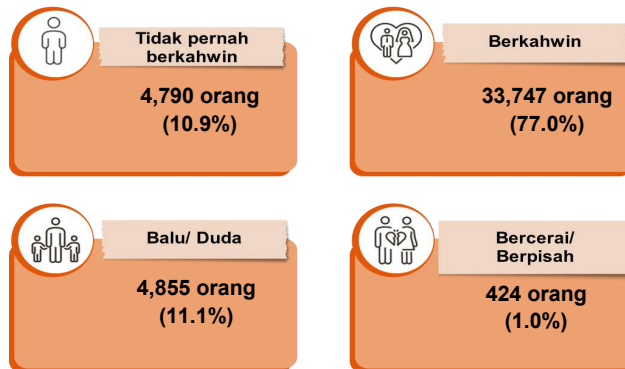 Tidak pernah
berkahwin
4,790 orang
(10.9%)
Berkahwin
33,747 orang
(77.0%)
Balu/ Duda
4,855 orang
(11.1%)
Bercerai/
Berpisah
424 orang
(1.0%)